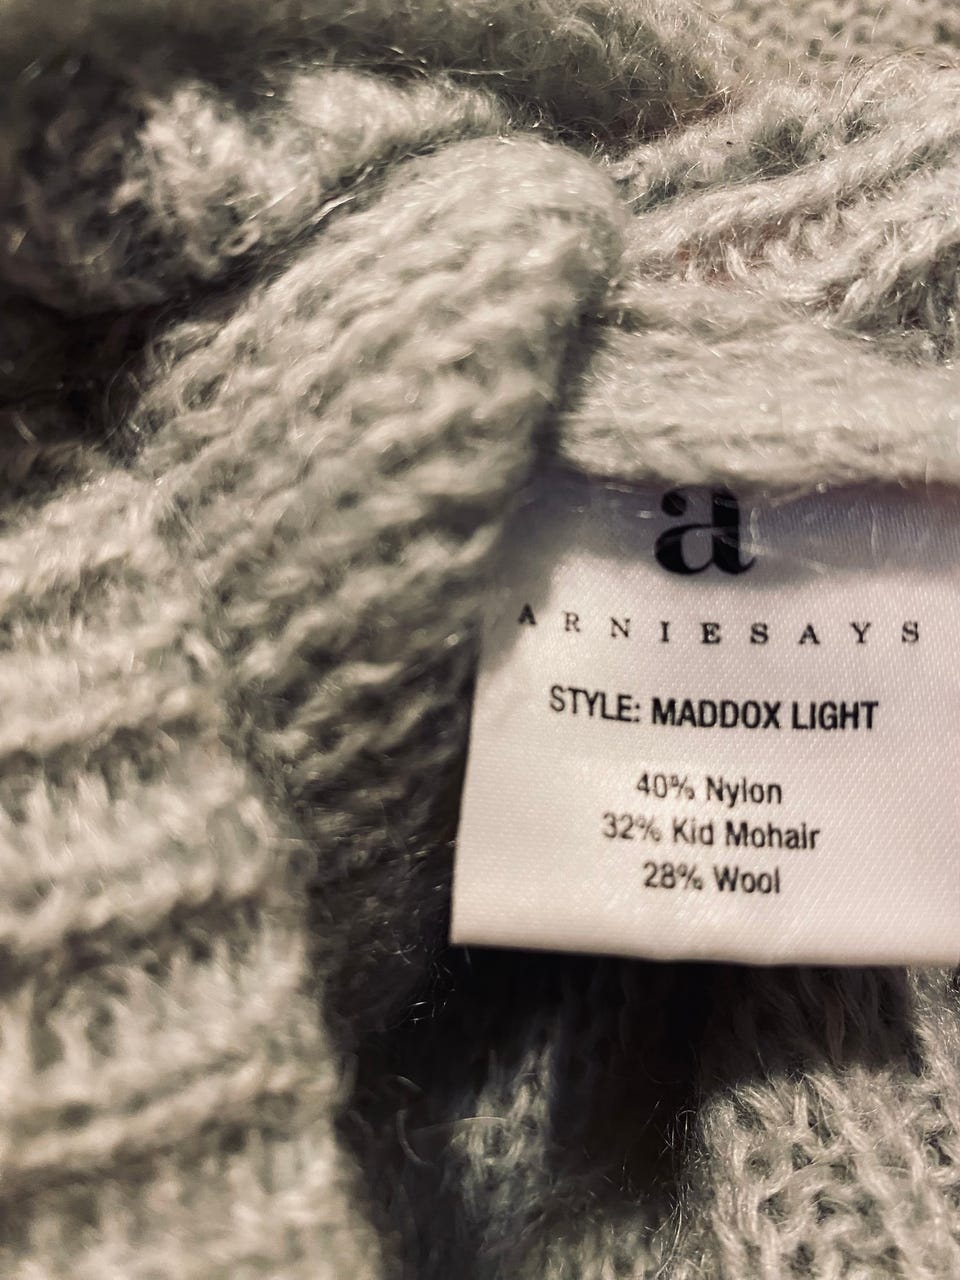 a
ARNIESAYS
STYLE: MADDOX LIGHT
40% Nylon
32% Kid Mohair
28% Wool